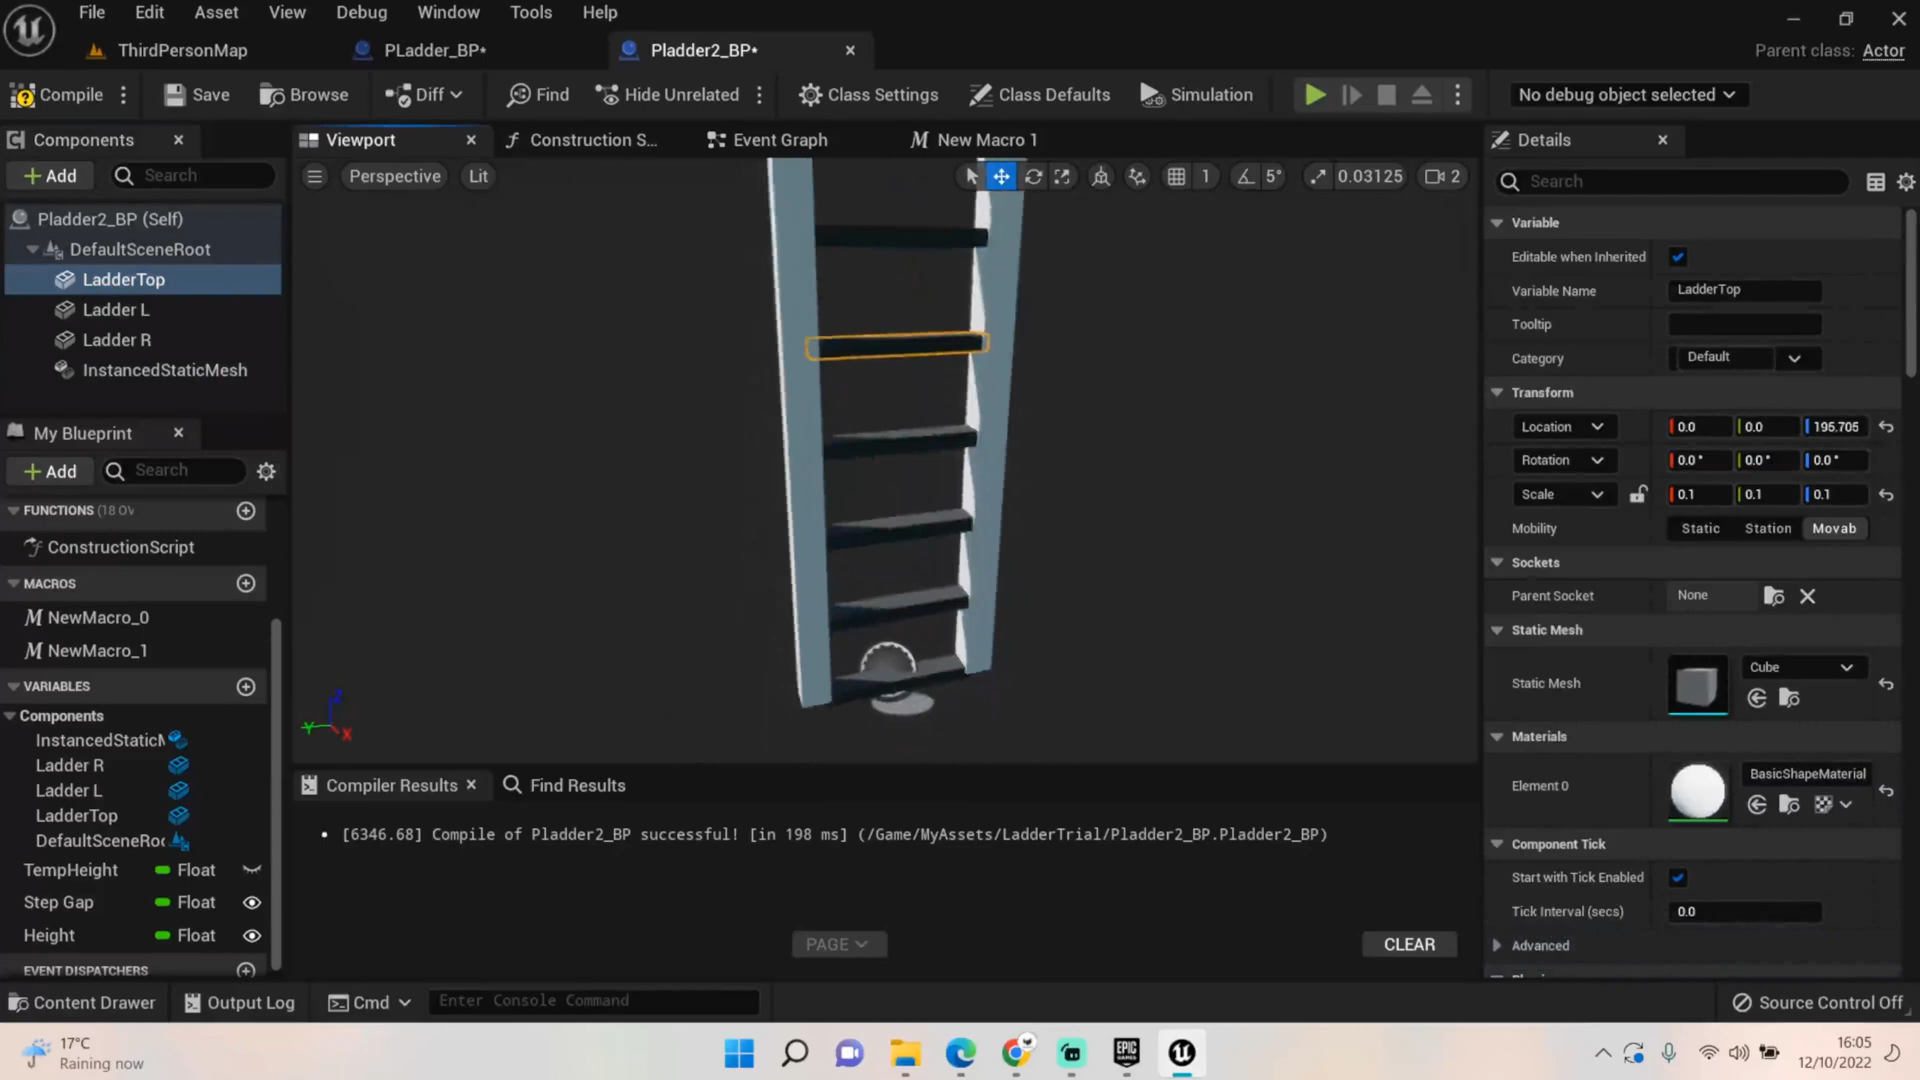 File Edit Asset View Debug Window Tools Help
ThirdPersonMap PLadder_BP* Pladder2_BP* Parent class: Actor
Compile Save Browse Diff Find Hide Unrelated Class Settings Class Defaults Simulation No debug object selected
Components Viewport Construction S... Event Graph New Macro 1 Details
+ Add Search Perspective Lit 1 5° 0.03125 2 Search
Pladder2_BP (Self)
DefaultSceneRoot
LadderTop
Ladder L
Ladder R
InstancedStaticMesh
My Blueprint
+ Add Search
FUNCTIONS (18 OV
ConstructionScript
MACROS
NewMacro_0
NewMacro_1
VARIABLES
Components
InstancedStaticM
Ladder R
Ladder L
LadderTop
DefaultSceneRoo
TempHeight Float
Step Gap Float
Height Float
EVENT DISPATCHERS
Z
Y X
Variable
Editable when Inherited
Variable Name LadderTop
Tooltip
Category Default
Transform
Location 0.0 0.0 195.705
Rotation 0.0° 0.0° 0.0°
Scale 0.1 0.1 0.1
Mobility Static Station Movab
Sockets
Parent Socket None
Static Mesh
Static Mesh Cube
Materials
Element 0 BasicShapeMaterial
Component Tick
Start with Tick Enabled
Tick Interval (secs) 0.0
Advanced
Compiler Results Find Results
[6346.68] Compile of Pladder2_BP successful! [in 198 ms] (/Game/MyAssets/LadderTrial/Pladder2_BP.Pladder2_BP)
PAGE CLEAR
Content Drawer Output Log Cmd Enter Console Command Source Control Off
17°C
Raining now
EPIC
GAMES
16:05
12/10/2022